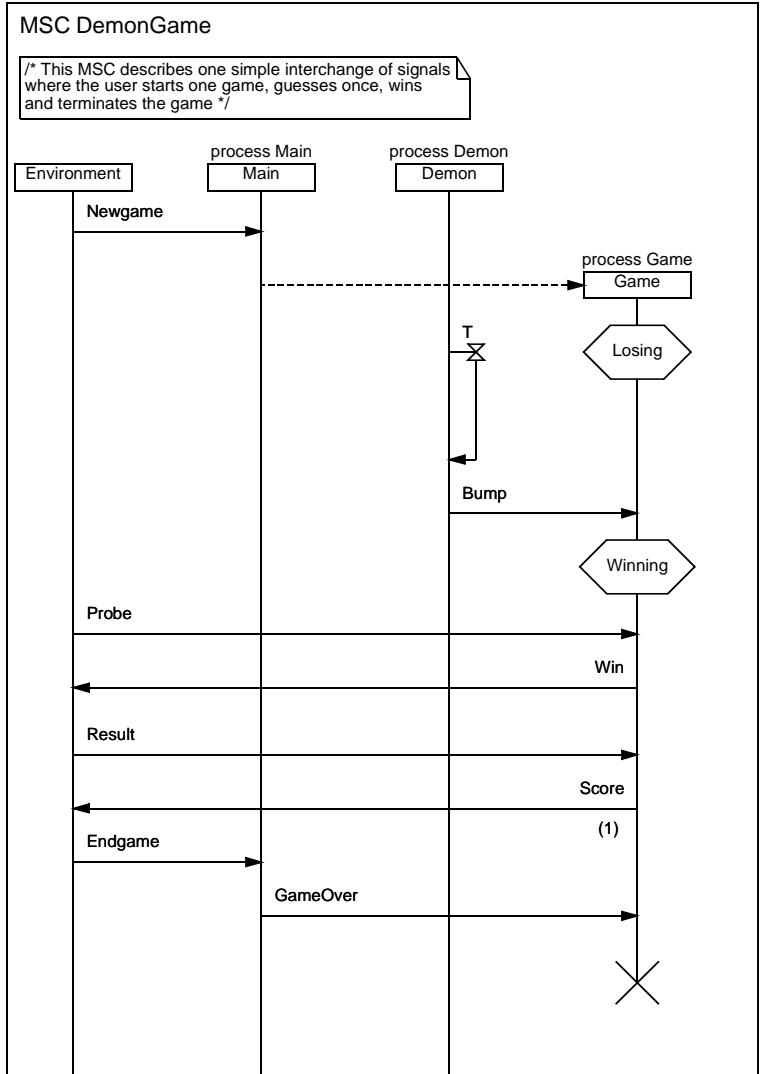 MSC DemonGame
/* This MSC describes one simple interchange of signals
where the user starts one game, guesses once, wins
and terminates the game */
process Main
process Demon
Environment
Main
Demon
Newgame
process Game
Game
T
Losing
Bump
Winning
Probe
Win
Result
Score
(1)
Endgame
GameOver